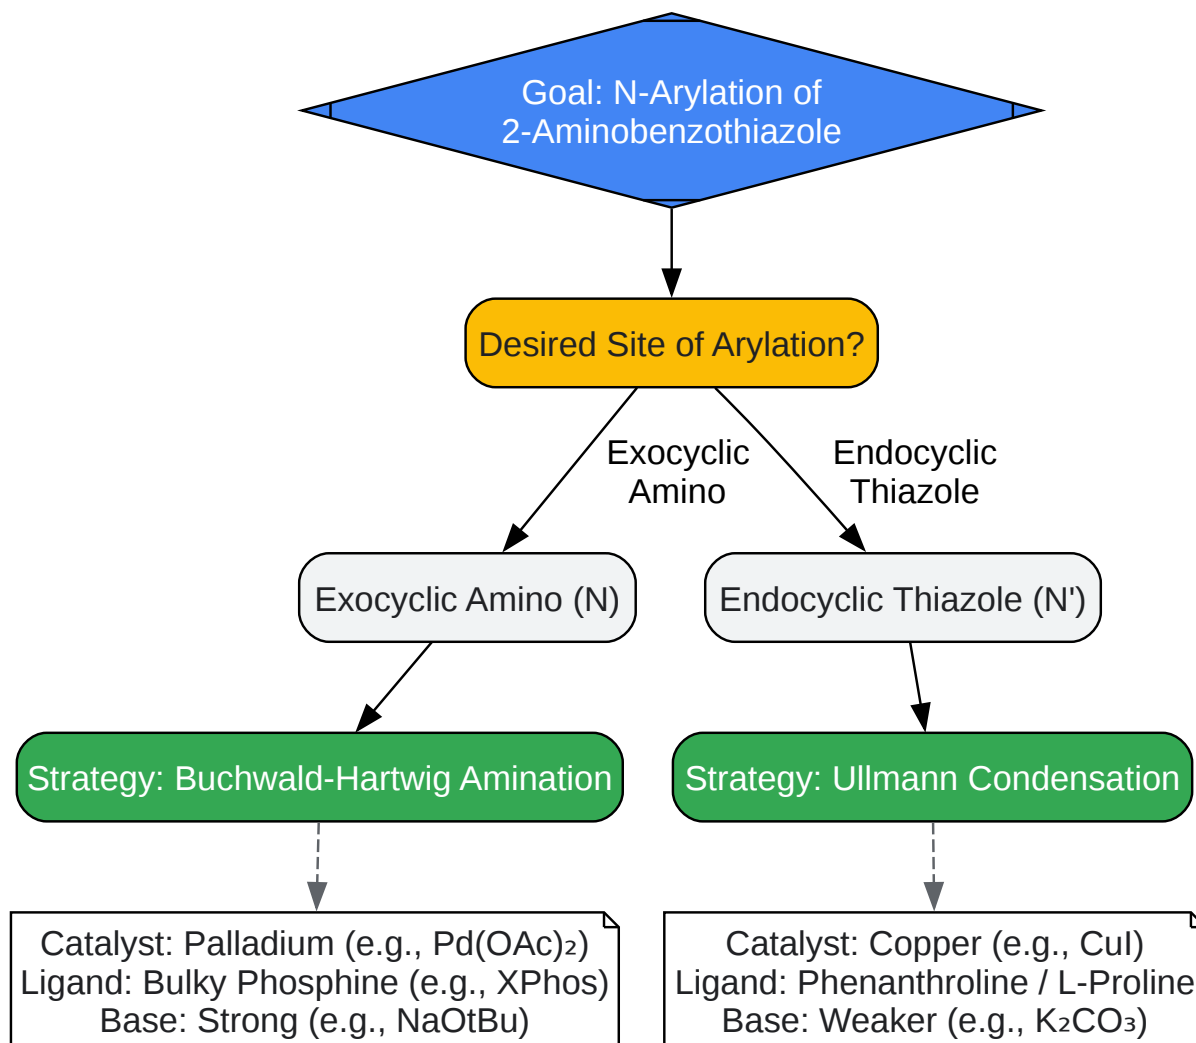 Goal: N-Arylation of
2-Aminobenzothiazole
Desired Site of Arylation?
Exocyclic
Amino
Endocyclic
Thiazole
Exocyclic Amino (N)
Endocyclic Thiazole (N')
Strategy: Buchwald-Hartwig Amination
Strategy: Ullmann Condensation
Catalyst: Palladium (e.g., Pd(OAc)₂)
Ligand: Bulky Phosphine (e.g., XPhos)
Base: Strong (e.g., NaOtBu)
Catalyst: Copper (e.g., CuI)
Ligand: Phenanthroline / L-Proline
Base: Weaker (e.g., K₂CO₃)